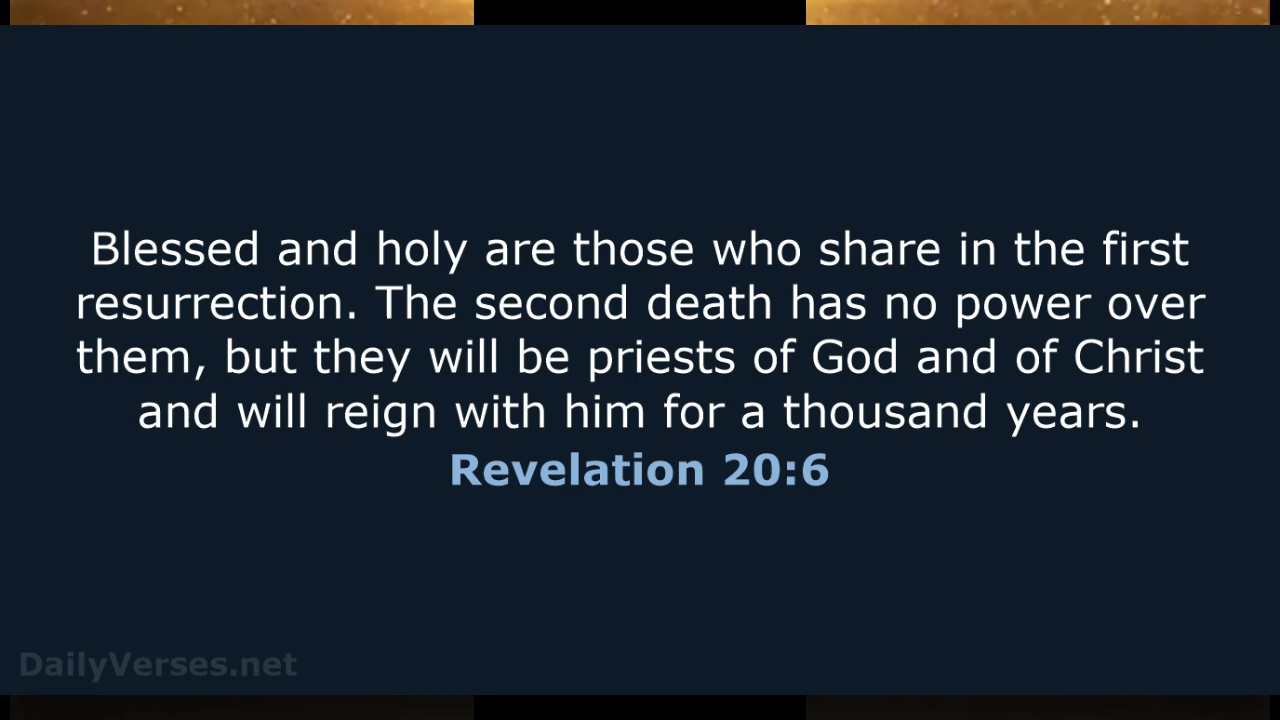 Blessed and holy are those who share in the first
resurrection. The second death has no power over
them, but they will be priests of God and of Christ
and will reign with him for a thousand years.
Revelation 20:6
DailyVerses.net